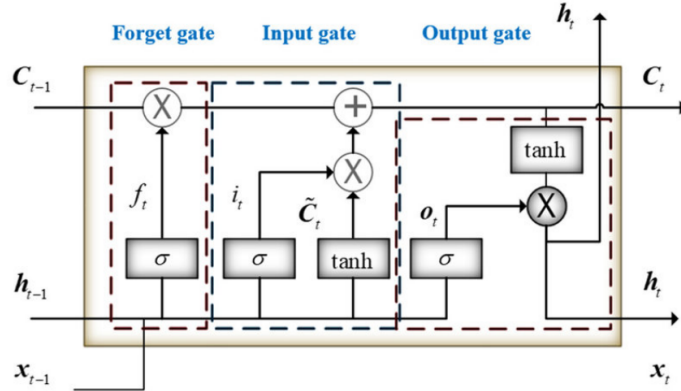 Forget gate Input gate Output gate h_t
C_{t-1} X + C_t
tanh
f_t i_t X C̃_t o_t X
σ σ tanh σ
h_{t-1} h_t
x_{t-1} x_t